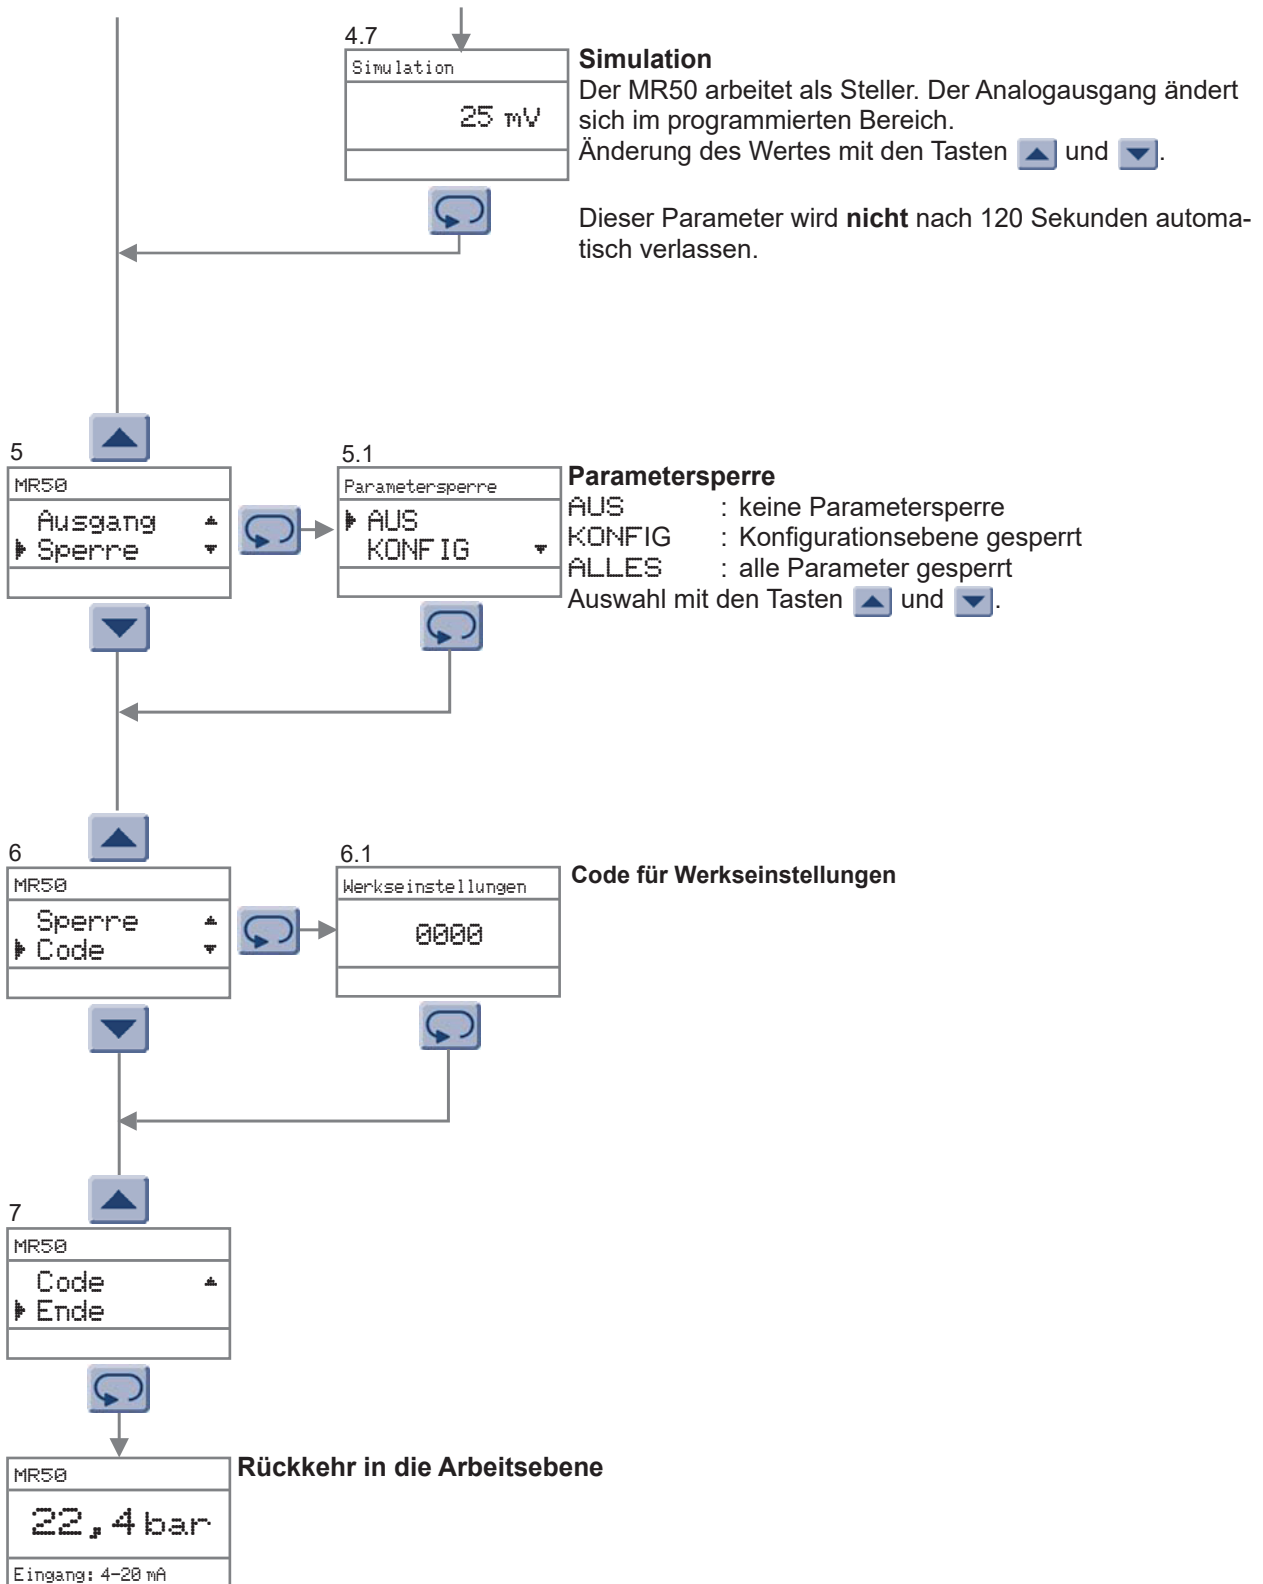 4.7
Simulation
25 mV
Simulation
Der MR50 arbeitet als Steller. Der Analogausgang ändert
sich im programmierten Bereich.
Änderung des Wertes mit den Tasten und .
Dieser Parameter wird nicht nach 120 Sekunden automa-
tisch verlassen.
5
MR50
Ausgang
Sperre
5.1
Parametersperre
AUS
KONFIG
Parametersperre
AUS : keine Parametersperre
KONFIG : Konfigurationsebene gesperrt
ALLES : alle Parameter gesperrt
Auswahl mit den Tasten und .
6
MR50
Sperre
Code
6.1
Werkseinstellungen
0000
Code für Werkseinstellungen
7
MR50
Code
Ende
MR50
22,4 bar
Eingang: 4-20 mA
Rückkehr in die Arbeitsebene